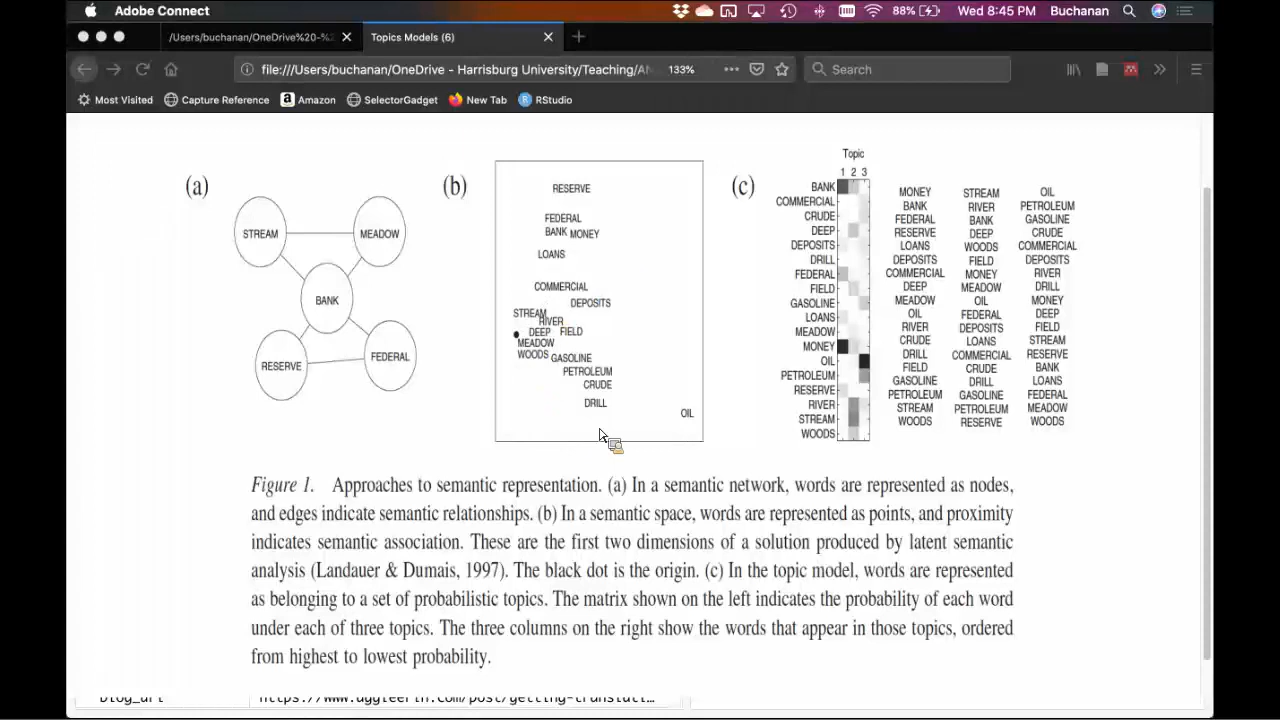 Adobe Connect
88%
Wed 8:45 PM
Buchanan
/Users/buchanan/OneDrive%20-%2
Topics Models (6)
file:///Users/buchanan/OneDrive - Harrisburg University/Teaching/A
133%
Search
Most Visited
Capture Reference
Amazon
SelectorGadget
New Tab
RStudio
(a)
STREAM
MEADOW
BANK
RESERVE
FEDERAL
(b)
RESERVE
FEDERAL
BANK MONEY
LOANS
COMMERCIAL
DEPOSITS
STREAM
RIVER
DEEP FIELD
MEADOW
WOODS GASOLINE
PETROLEUM
CRUDE
DRILL
OIL
(c)
Topic
1 2 3
BANK
COMMERCIAL
CRUDE
DEEP
DEPOSITS
DRILL
FEDERAL
FIELD
GASOLINE
LOANS
MEADOW
MONEY
OIL
PETROLEUM
RESERVE
RIVER
STREAM
WOODS
MONEY STREAM OIL
BANK RIVER PETROLEUM
FEDERAL BANK GASOLINE
RESERVE DEEP CRUDE
LOANS WOODS COMMERCIAL
DEPOSITS FIELD DEPOSITS
COMMERCIAL MONEY RIVER
DEEP MEADOW DRILL
MEADOW OIL MONEY
OIL FEDERAL DEEP
RIVER DEPOSITS FIELD
CRUDE LOANS STREAM
DRILL COMMERCIAL RESERVE
FIELD CRUDE BANK
GASOLINE DRILL LOANS
PETROLEUM GASOLINE FEDERAL
STREAM PETROLEUM MEADOW
WOODS RESERVE WOODS
Figure 1. Approaches to semantic representation. (a) In a semantic network, words are represented as nodes,
and edges indicate semantic relationships. (b) In a semantic space, words are represented as points, and proximity
indicates semantic association. These are the first two dimensions of a solution produced by latent semantic
analysis (Landauer & Dumais, 1997). The black dot is the origin. (c) In the topic model, words are represented
as belonging to a set of probabilistic topics. The matrix shown on the left indicates the probability of each word
under each of three topics. The three columns on the right show the words that appear in those topics, ordered
from highest to lowest probability.